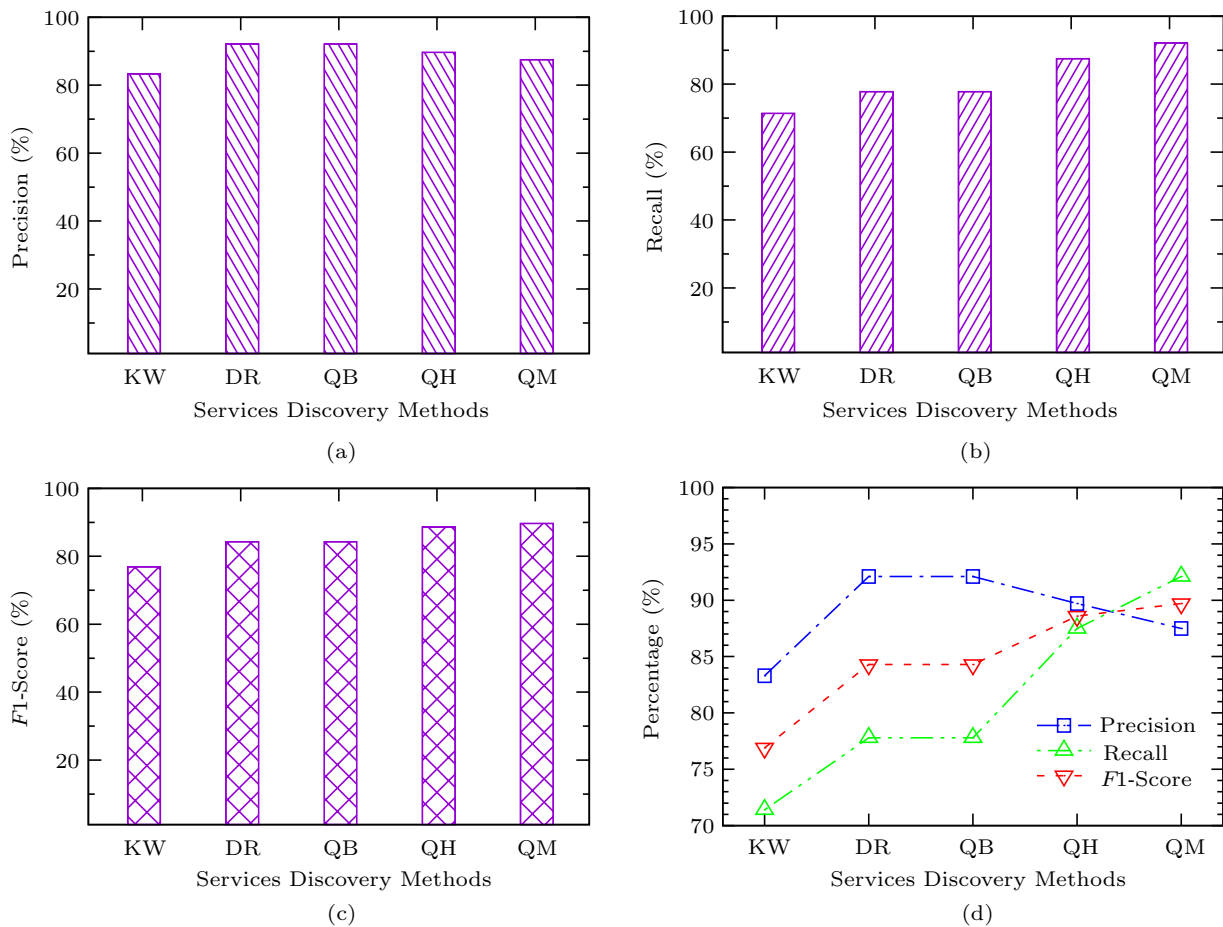 100
80
60
40
20
Precision (%)
KW DR QB QH QM
Services Discovery Methods
(a)
100
80
60
40
20
Recall (%)
KW DR QB QH QM
Services Discovery Methods
(b)
100
80
60
40
20
F1-Score (%)
KW DR QB QH QM
Services Discovery Methods
(c)
100
95
90
85
80
75
70
Percentage (%)
Precision
Recall
F1-Score
KW DR QB QH QM
Services Discovery Methods
(d)